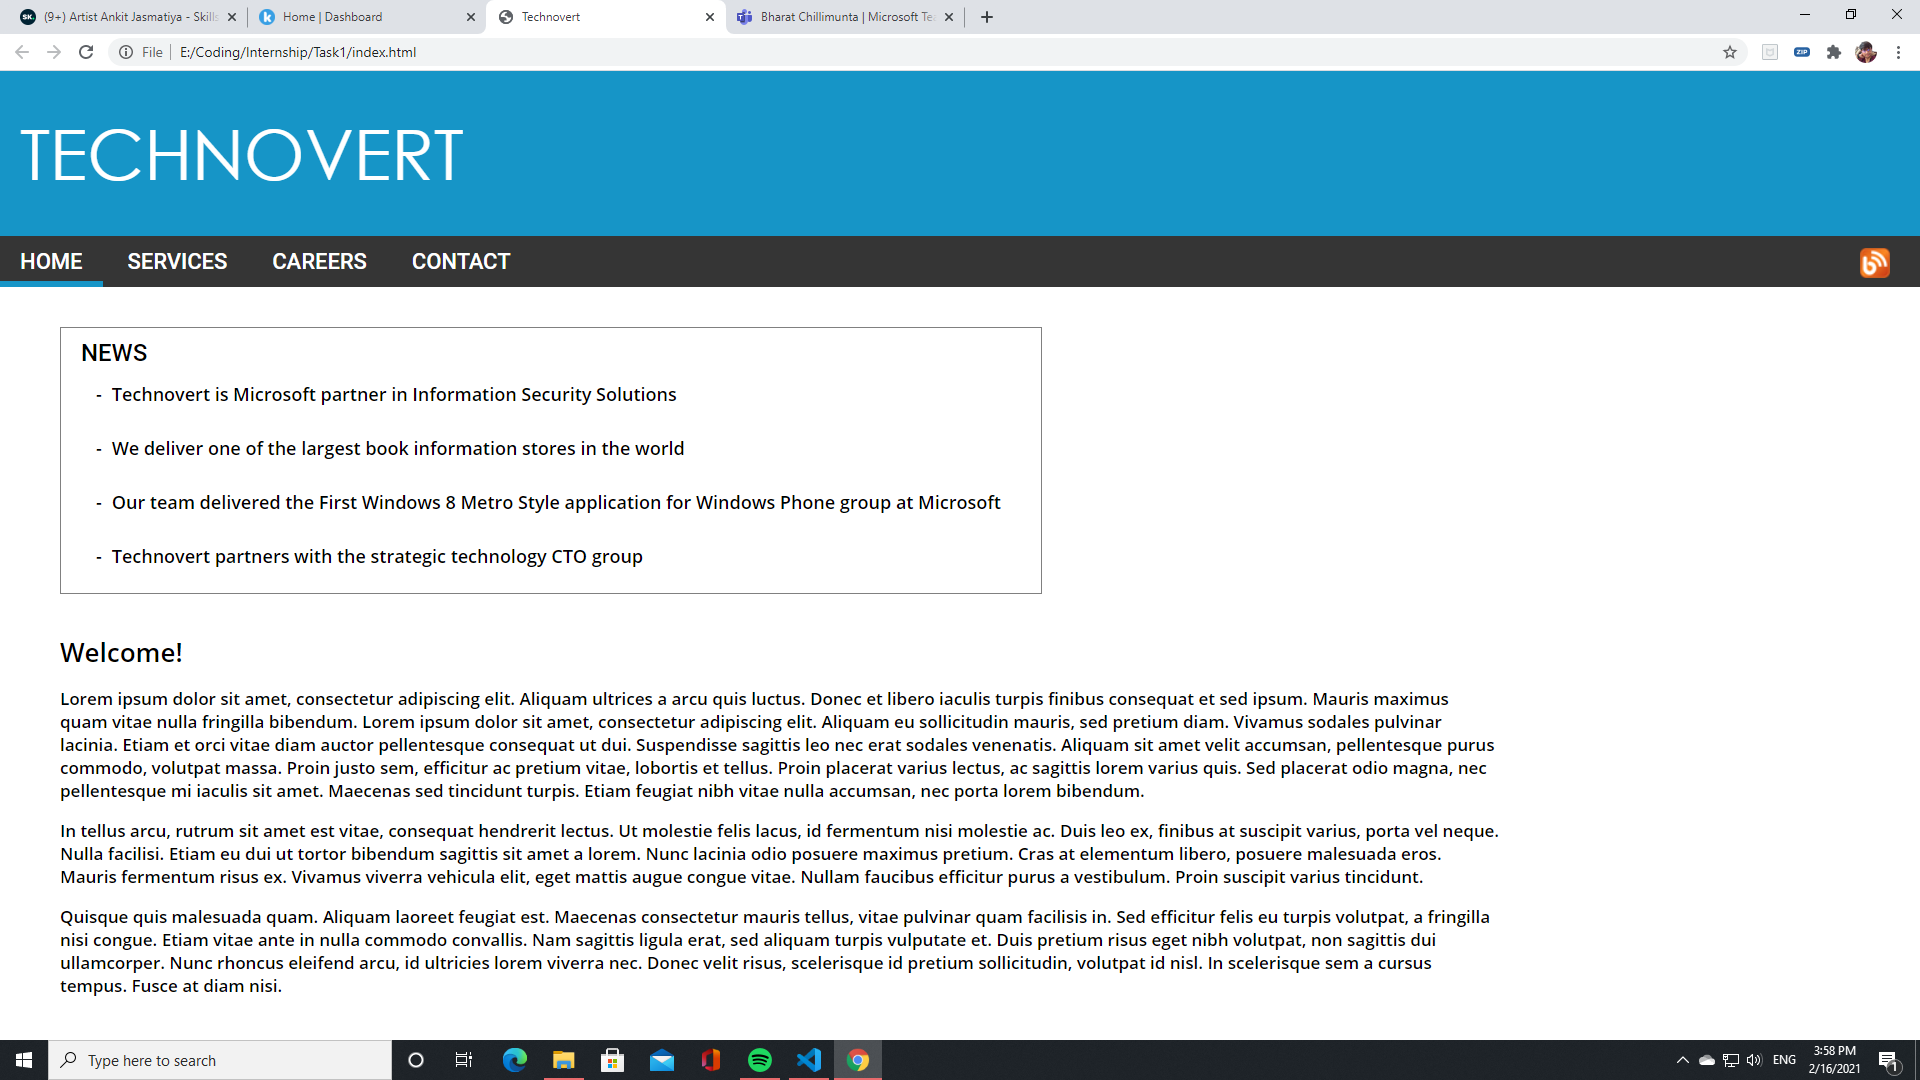 (9+) Artist Ankit Jasmatiya - Skills
Home | Dashboard
Technovert
Bharat Chillimunta | Microsoft Te
File | E:/Coding/Internship/Task1/index.html
ZIP
TECHNOVERT
HOME SERVICES CAREERS CONTACT
NEWS
- Technovert is Microsoft partner in Information Security Solutions
- We deliver one of the largest book information stores in the world
- Our team delivered the First Windows 8 Metro Style application for Windows Phone group at Microsoft
- Technovert partners with the strategic technology CTO group
Welcome!
Lorem ipsum dolor sit amet, consectetur adipiscing elit. Aliquam ultrices a arcu quis luctus. Donec et libero iaculis turpis finibus consequat et sed ipsum. Mauris maximus
quam vitae nulla fringilla bibendum. Lorem ipsum dolor sit amet, consectetur adipiscing elit. Aliquam eu sollicitudin mauris, sed pretium diam. Vivamus sodales pulvinar
lacinia. Etiam et orci vitae diam auctor pellentesque consequat ut dui. Suspendisse sagittis leo nec erat sodales venenatis. Aliquam sit amet velit accumsan, pellentesque purus
commodo, volutpat massa. Proin justo sem, efficitur ac pretium vitae, lobortis et tellus. Proin placerat varius lectus, ac sagittis lorem varius quis. Sed placerat odio magna, nec
pellentesque mi iaculis sit amet. Maecenas sed tincidunt turpis. Etiam feugiat nibh vitae nulla accumsan, nec porta lorem bibendum.
In tellus arcu, rutrum sit amet est vitae, consequat hendrerit lectus. Ut molestie felis lacus, id fermentum nisi molestie ac. Duis leo ex, finibus at suscipit varius, porta vel neque.
Nulla facilisi. Etiam eu dui ut tortor bibendum sagittis sit amet a lorem. Nunc lacinia odio posuere maximus pretium. Cras at elementum libero, posuere malesuada eros.
Mauris fermentum risus ex. Vivamus viverra vehicula elit, eget mattis augue congue vitae. Nullam faucibus efficitur purus a vestibulum. Proin suscipit varius tincidunt.
Quisque quis malesuada quam. Aliquam laoreet feugiat est. Maecenas consectetur mauris tellus, vitae pulvinar quam facilisis in. Sed efficitur felis eu turpis volutpat, a fringilla
nisi congue. Etiam vitae ante in nulla commodo convallis. Nam sagittis ligula erat, sed aliquam turpis vulputate et. Duis pretium risus eget nibh volutpat, non sagittis dui
ullamcorper. Nunc rhoncus eleifend arcu, id ultricies lorem viverra nec. Donec velit risus, scelerisque id pretium sollicitudin, volutpat id nisl. In scelerisque sem a cursus
tempus. Fusce at diam nisi.
Type here to search
ENG
3:58 PM
2/16/2021
1